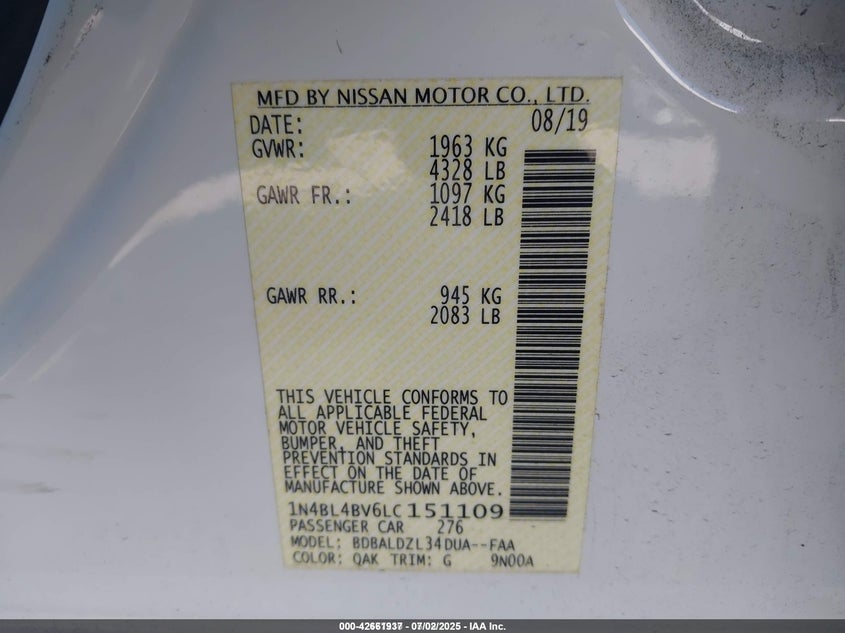 MFD BY NISSAN MOTOR CO., LTD.
DATE: 08/19
GVWR: 1963 KG
4328 LB
GAWR FR.: 1097 KG
2418 LB
GAWR RR.: 945 KG
2083 LB
THIS VEHICLE CONFORMS TO
ALL APPLICABLE FEDERAL
MOTOR VEHICLE SAFETY,
BUMPER, AND THEFT
PREVENTION STANDARDS IN
EFFECT ON THE DATE OF
MANUFACTURE SHOWN ABOVE.
1N4BL4BV6LC151109
PASSENGER CAR 276
MODEL: BDBALDZL34DUA--FAA
COLOR: QAK TRIM: G 9N00A
000-42661937 - 07/02/2025 - IAA Inc.